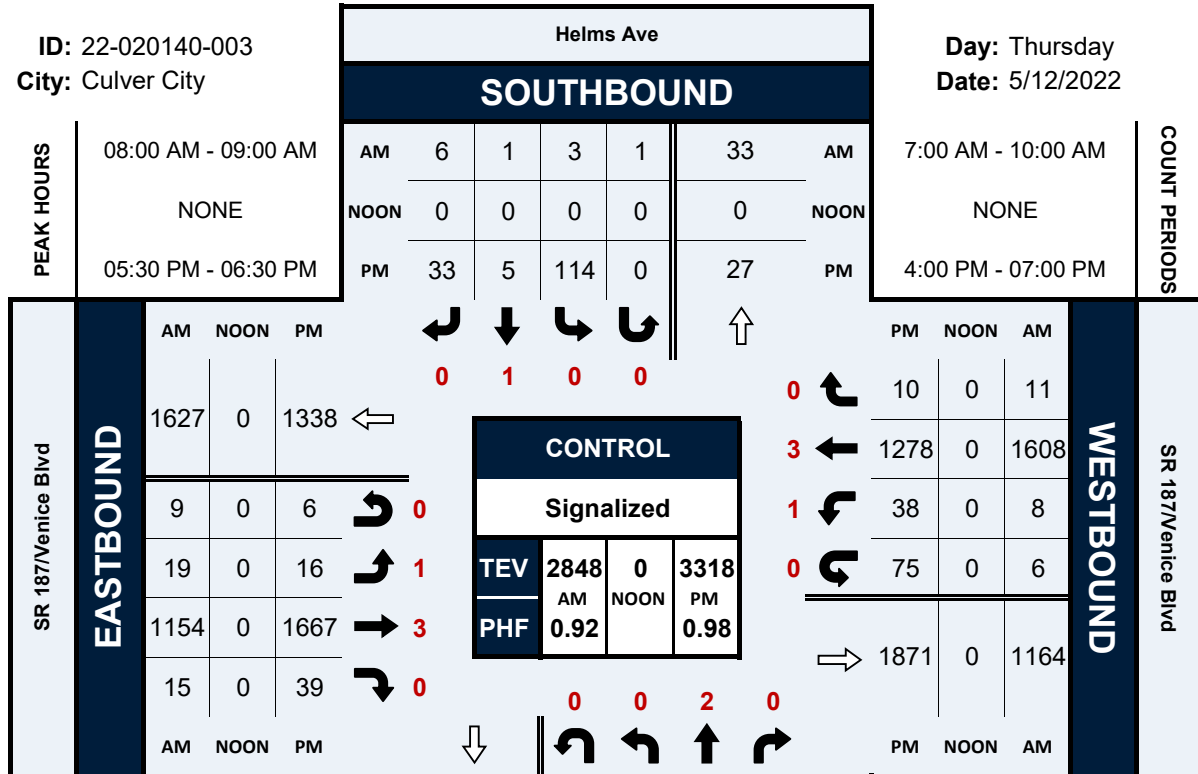 Helms Ave
ID: 22-020140-003
Day: Thursday
City: Culver City
Date: 5/12/2022
SOUTHBOUND
PEAK HOURS
08:00 AM - 09:00 AM
AM 6 1 3 1 33 AM
7:00 AM - 10:00 AM
COUNT PERIODS
NONE
NOON 0 0 0 0 0 NOON
NONE
05:30 PM - 06:30 PM
PM 33 5 114 0 27 PM
4:00 PM - 07:00 PM
SR 187/Venice Blvd
EASTBOUND
AM NOON PM
1627 0 1338
9 0 6 0
19 0 16 1
1154 0 1667 3
15 0 39 0
AM NOON PM
0 1 0 0
CONTROL
Signalized
TEV 2848 0 3318
AM NOON PM
PHF 0.92 0.98
0 0 2 0
PM NOON AM
0 10 0 11
3 1278 0 1608
1 38 0 8
0 75 0 6
1871 0 1164
PM NOON AM
WESTBOUND
SR 187/Venice Blvd